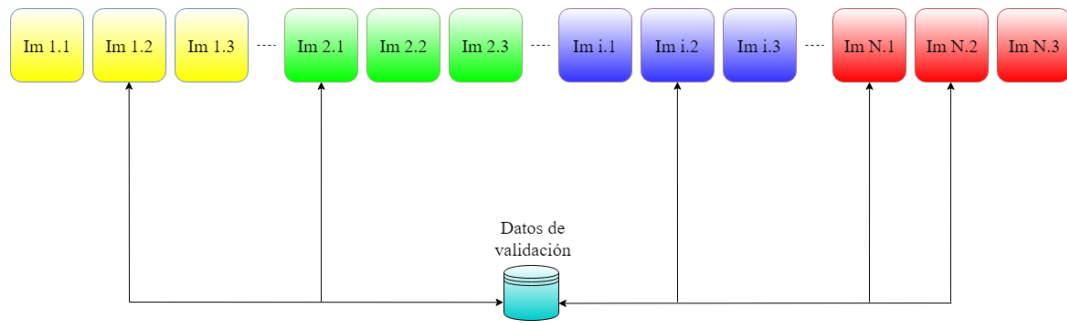 Im 1.1 Im 1.2 Im 1.3 Im 2.1 Im 2.2 Im 2.3 Im i.1 Im i.2 Im i.3 Im N.1 Im N.2 Im N.3
Datos de
validación